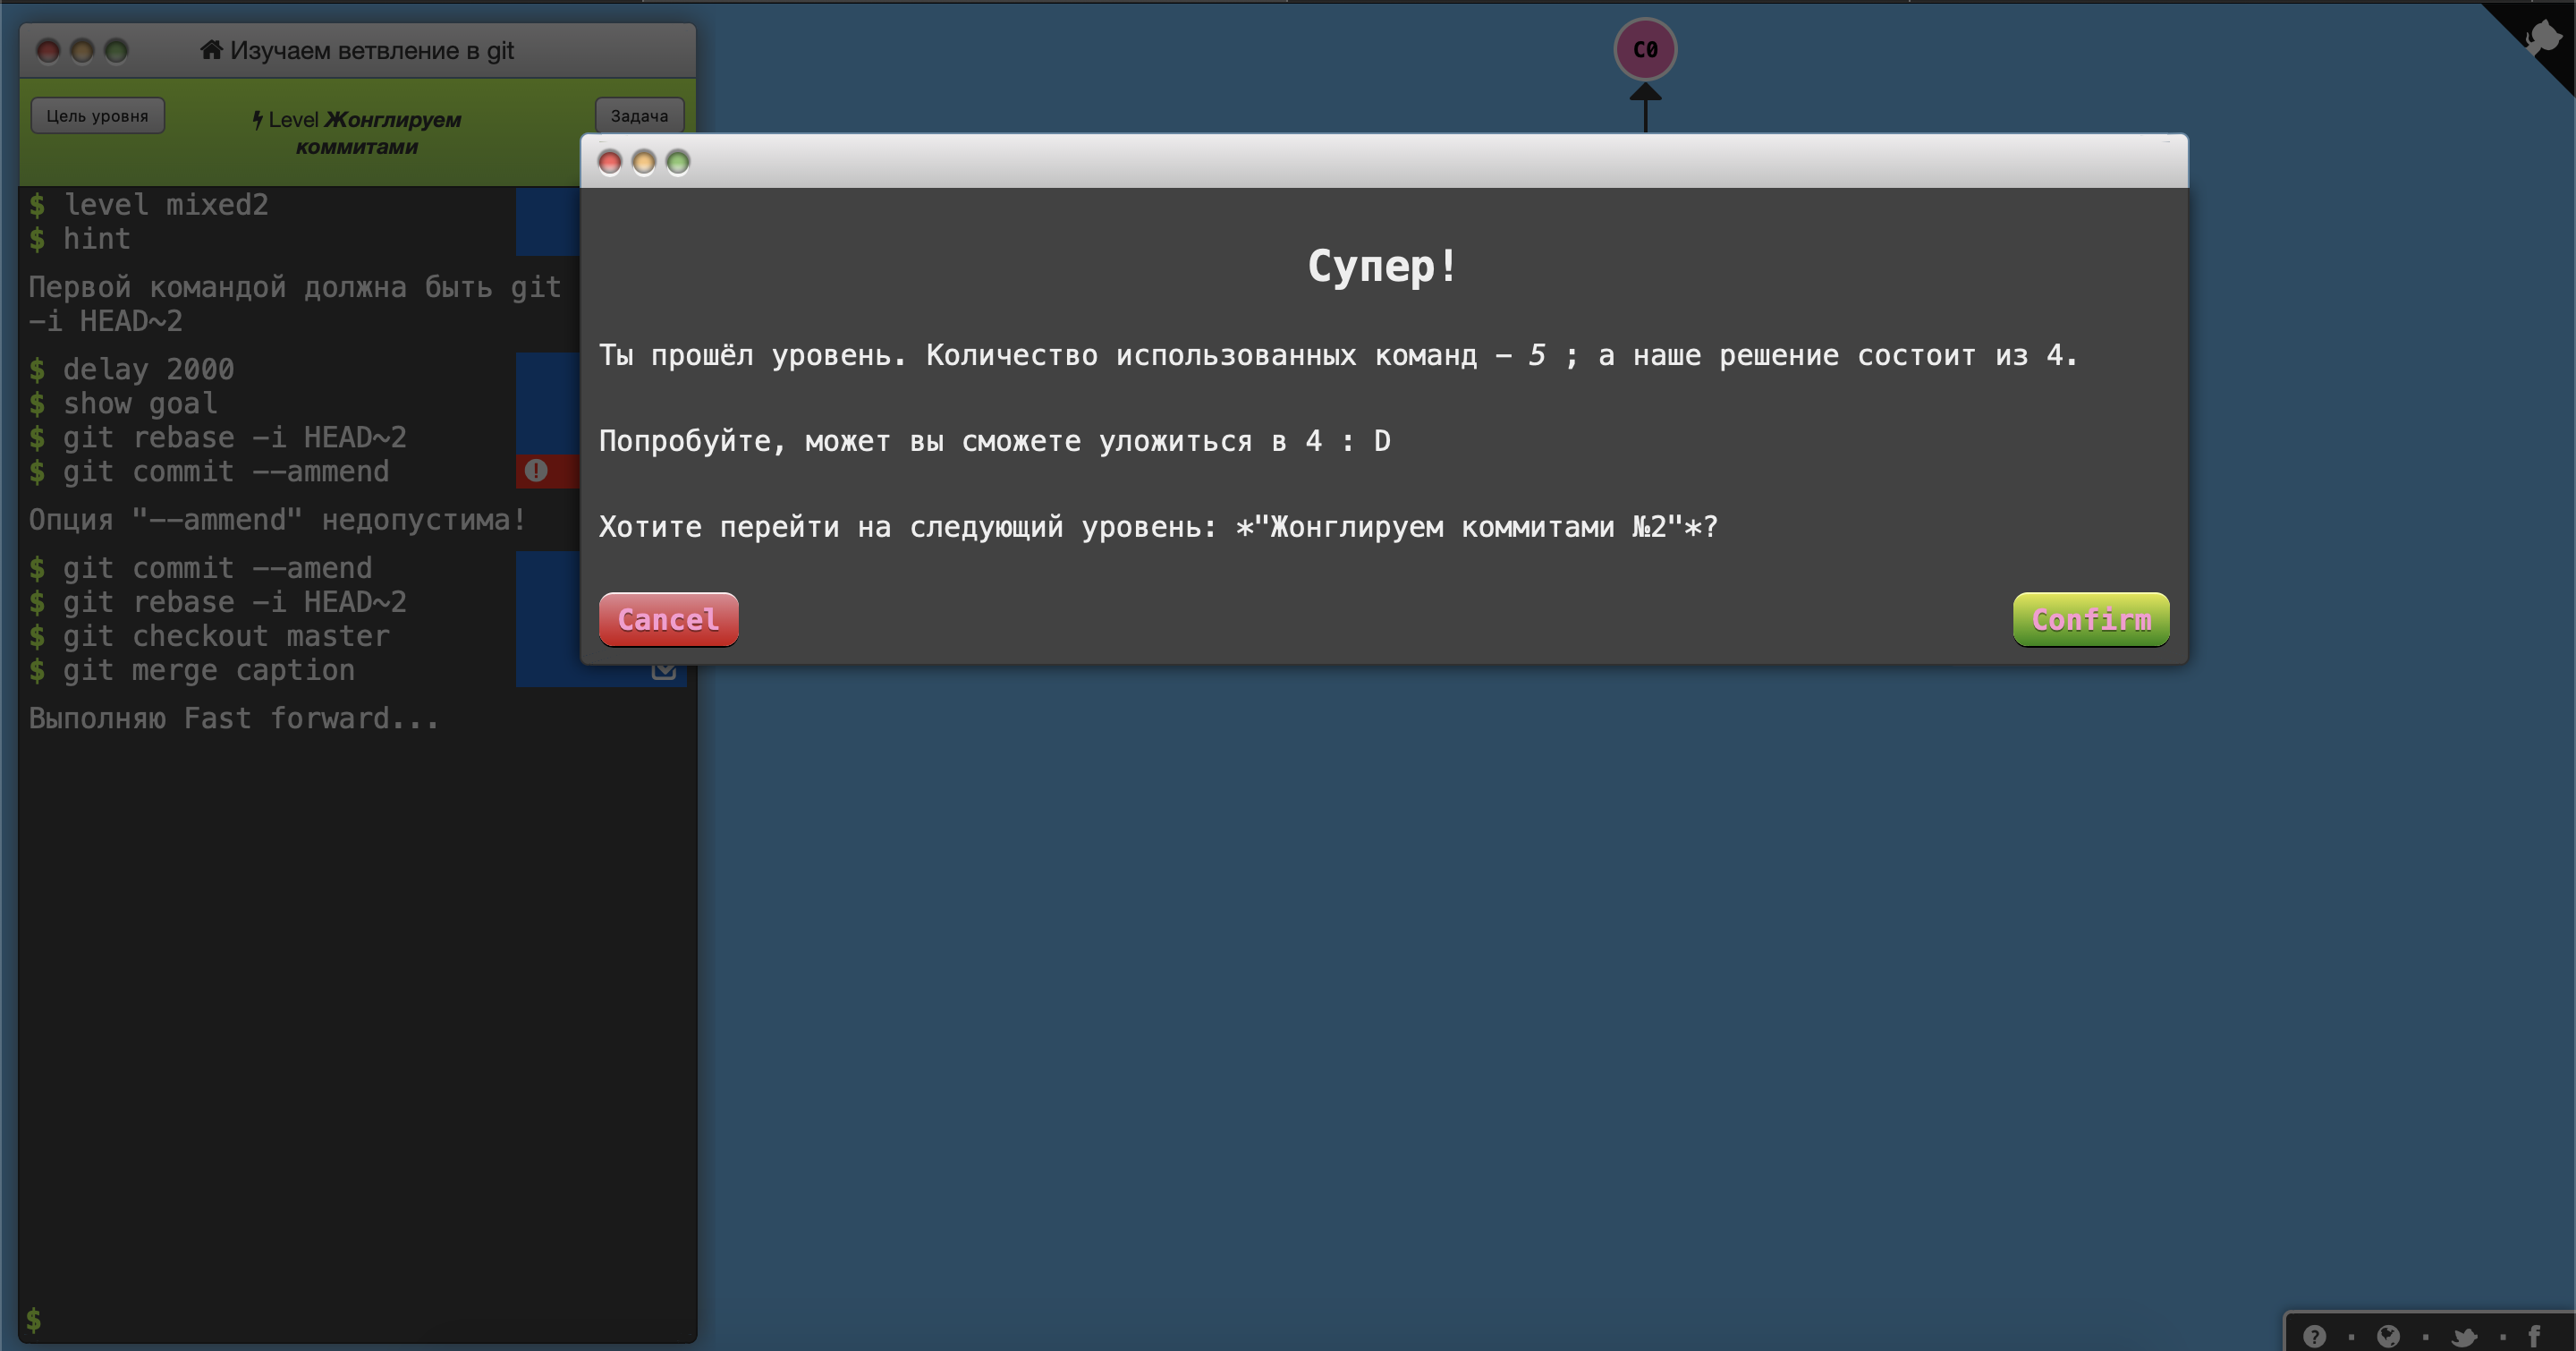 Изучаем ветвление в git
Цель уровня
Level Жонглируем
коммитами
Задача
$ level mixed2
$ hint
Первой командой должна быть git
-i HEAD~2
$ delay 2000
$ show goal
$ git rebase -i HEAD~2
$ git commit --ammend
Опция "--ammend" недопустима!
$ git commit --amend
$ git rebase -i HEAD~2
$ git checkout master
$ git merge caption
Выполняю Fast forward...
$
C0
Супер!
Ты прошёл уровень. Количество использованных команд – 5 ; а наше решение состоит из 4.
Попробуйте, может вы сможете уложиться в 4 : D
Хотите перейти на следующий уровень: *"Жонглируем коммитами №2"*?
Cancel
Confirm